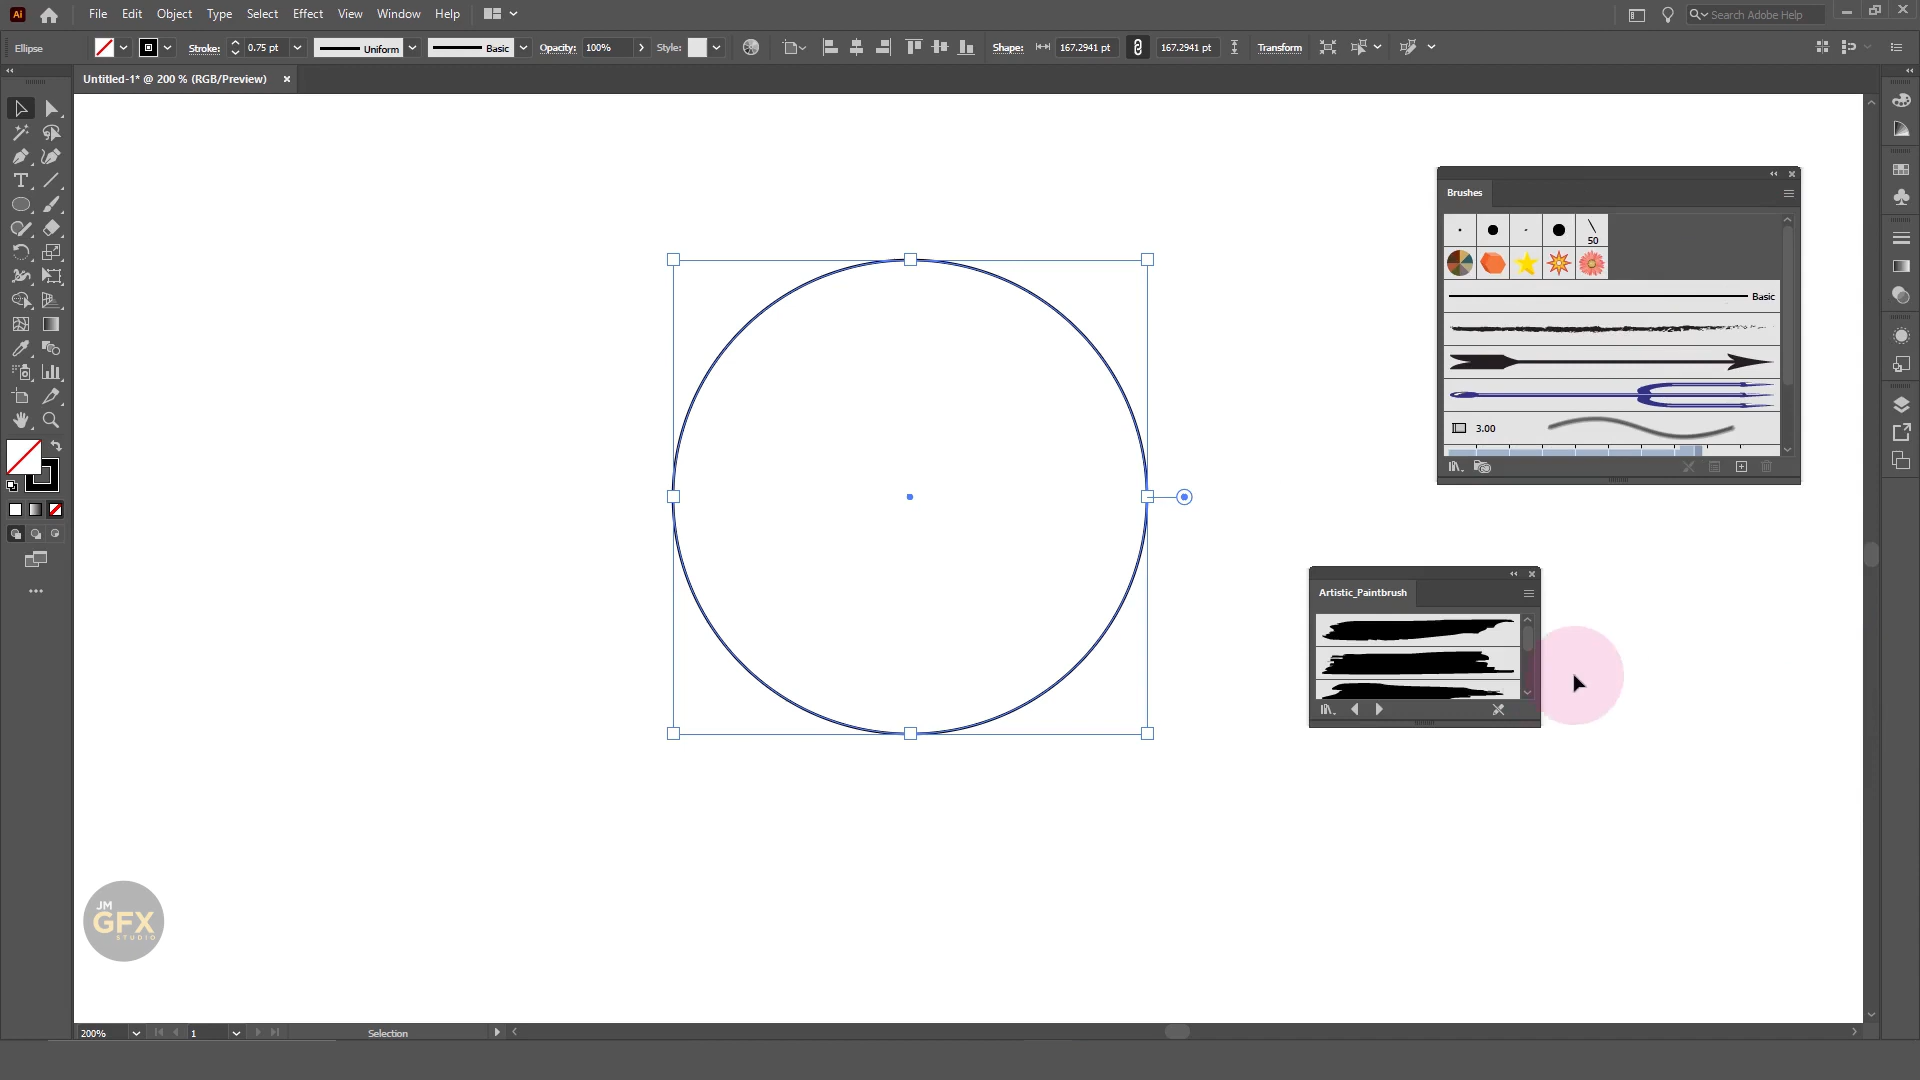 Ai File Edit Object Type Select Effect View Window Help Search Adobe Help
Ellipse Stroke: 0.75 pt Uniform Basic Opacity: 100% Style: Shape: 167.2941 pt 167.2941 pt Transform
Untitled-1* @ 200 % (RGB/Preview)
Brushes
50
Basic
3.00
Artistic_Paintbrush
JM
GFX
STUDIO
200% 1 Selection